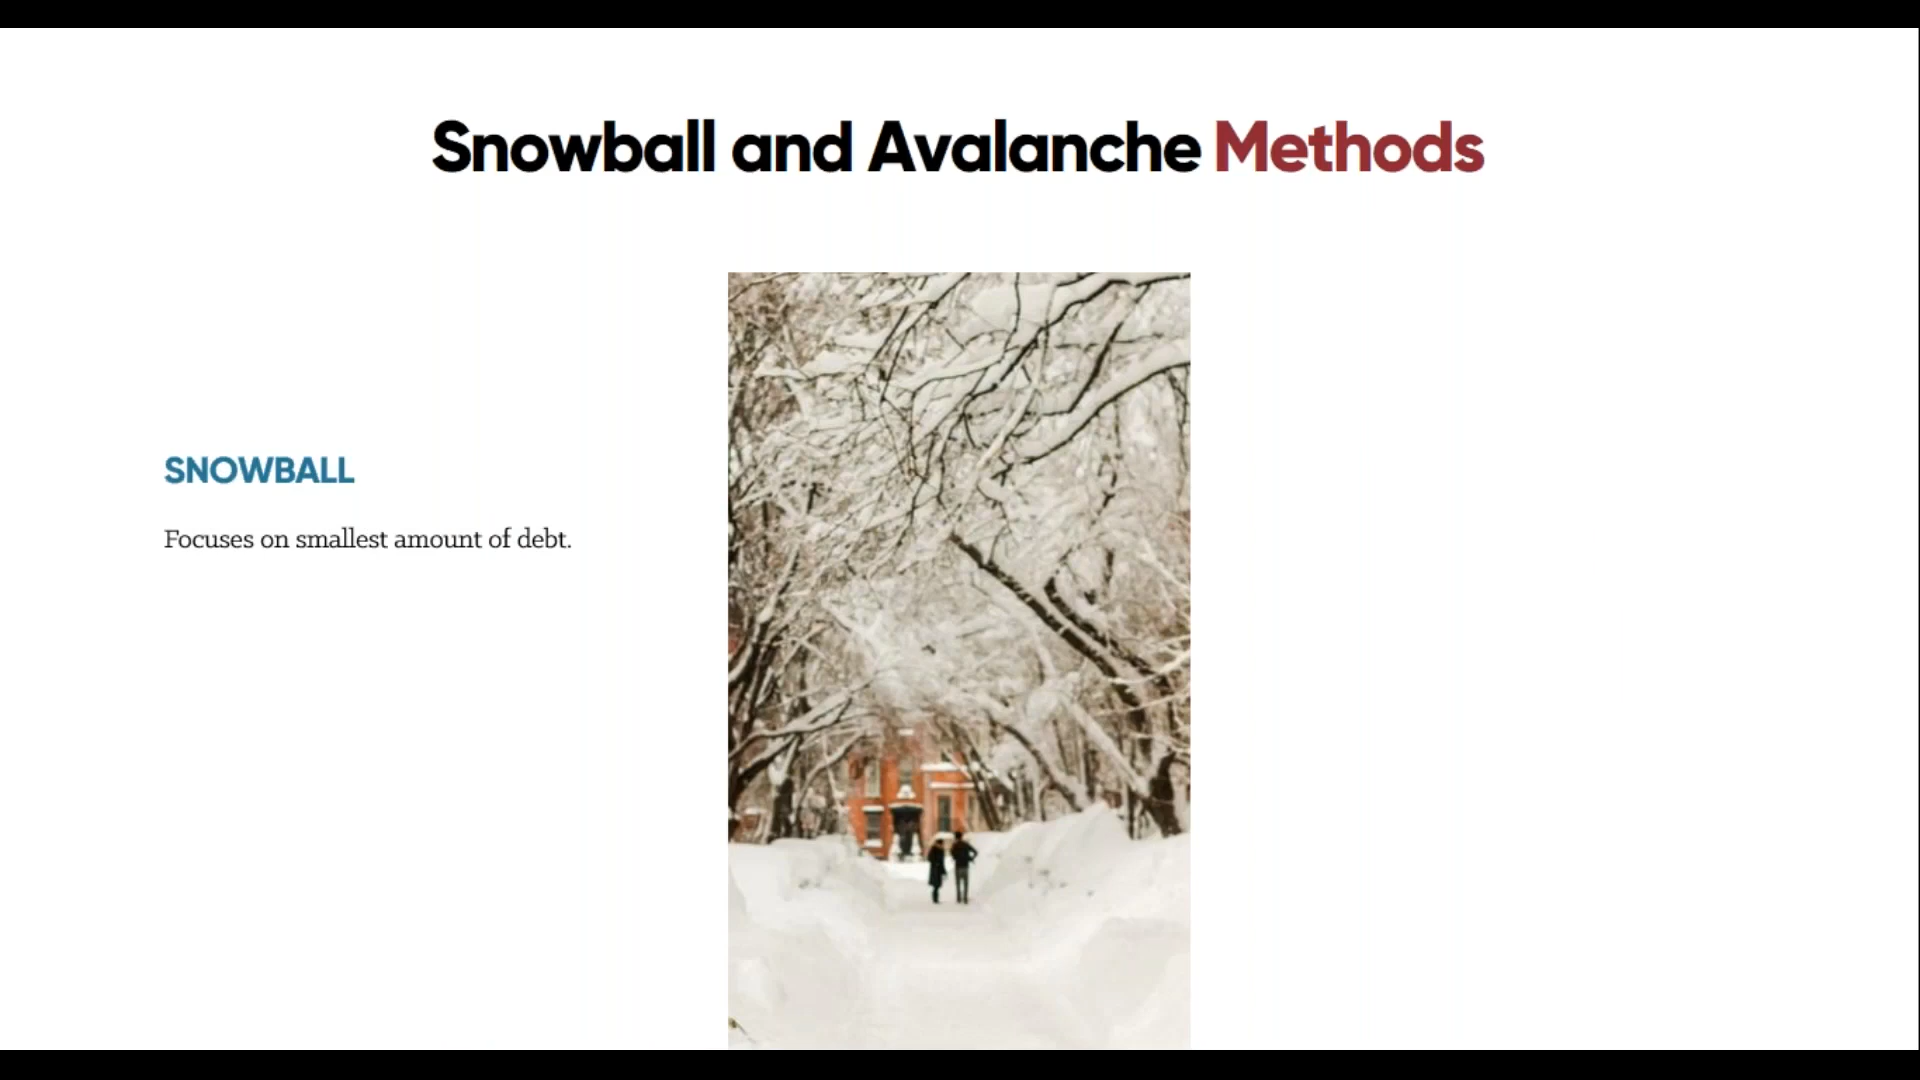 Snowball and Avalanche Methods
SNOWBALL
Focuses on smallest amount of debt.